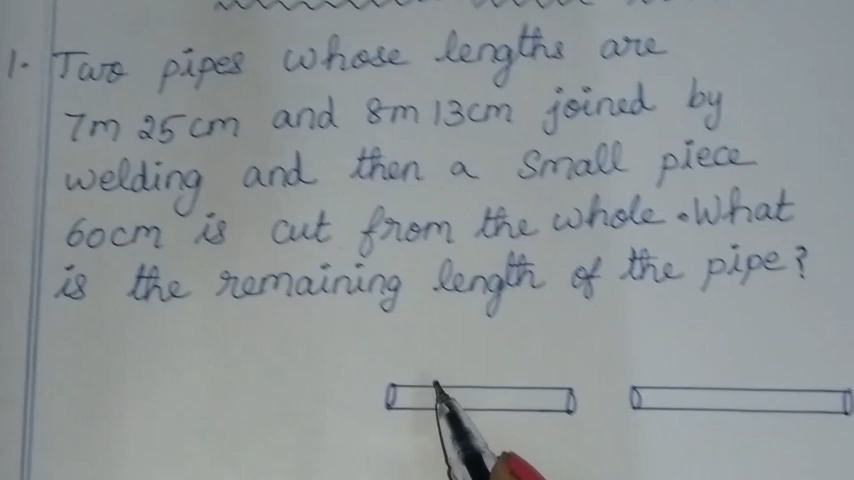 1. Two pipes whose lengths are
7m 25cm and 8m 13cm joined by
welding and then a small piece
60cm is cut from the whole. What
is the remaining length of the pipe?